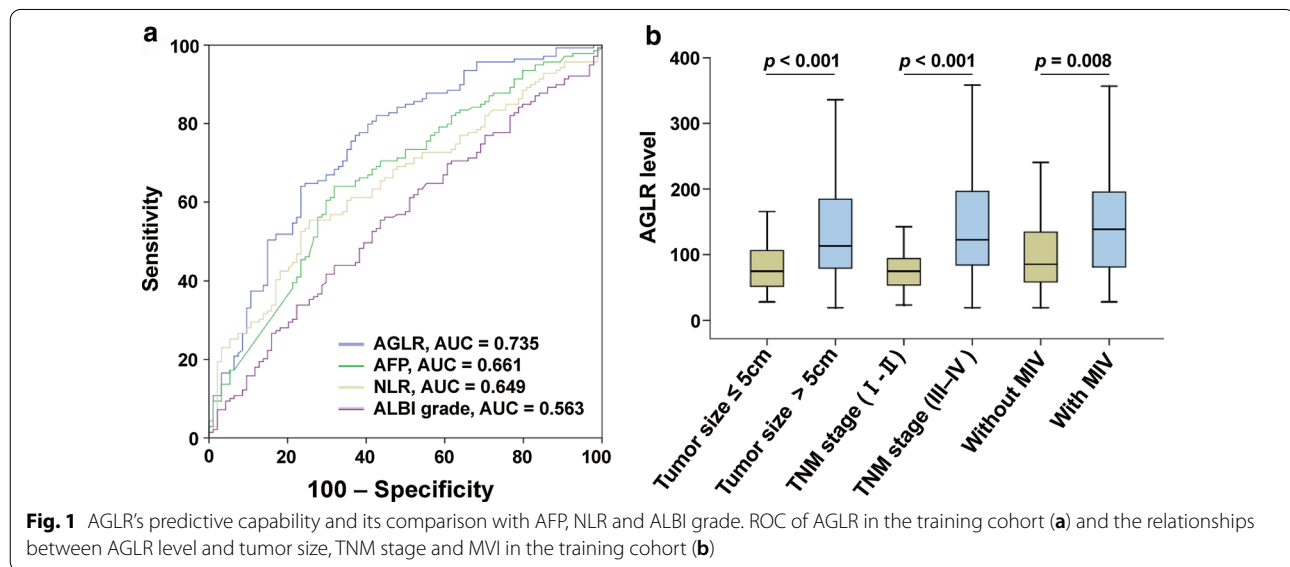 a
100
80
60
40
20
0
Sensitivity
AGLR, AUC = 0.735
AFP, AUC = 0.661
NLR, AUC = 0.649
ALBI grade, AUC = 0.563
0 20 40 60 80 100
100 – Specificity
b
400
300
200
100
0
AGLR level
p < 0.001 p < 0.001 p = 0.008
Tumor size ≤ 5cm
Tumor size > 5cm
TNM stage (Ⅰ-Ⅱ)
TNM stage (III–IV)
Without MIV
With MIV
Fig. 1 AGLR's predictive capability and its comparison with AFP, NLR and ALBI grade. ROC of AGLR in the training cohort (a) and the relationships
between AGLR level and tumor size, TNM stage and MVI in the training cohort (b)